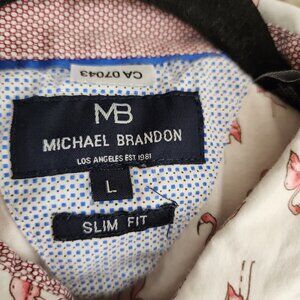 CA 07043
MB
MICHAEL BRANDON
LOS ANGELES EST 1981
L
SLIM FIT